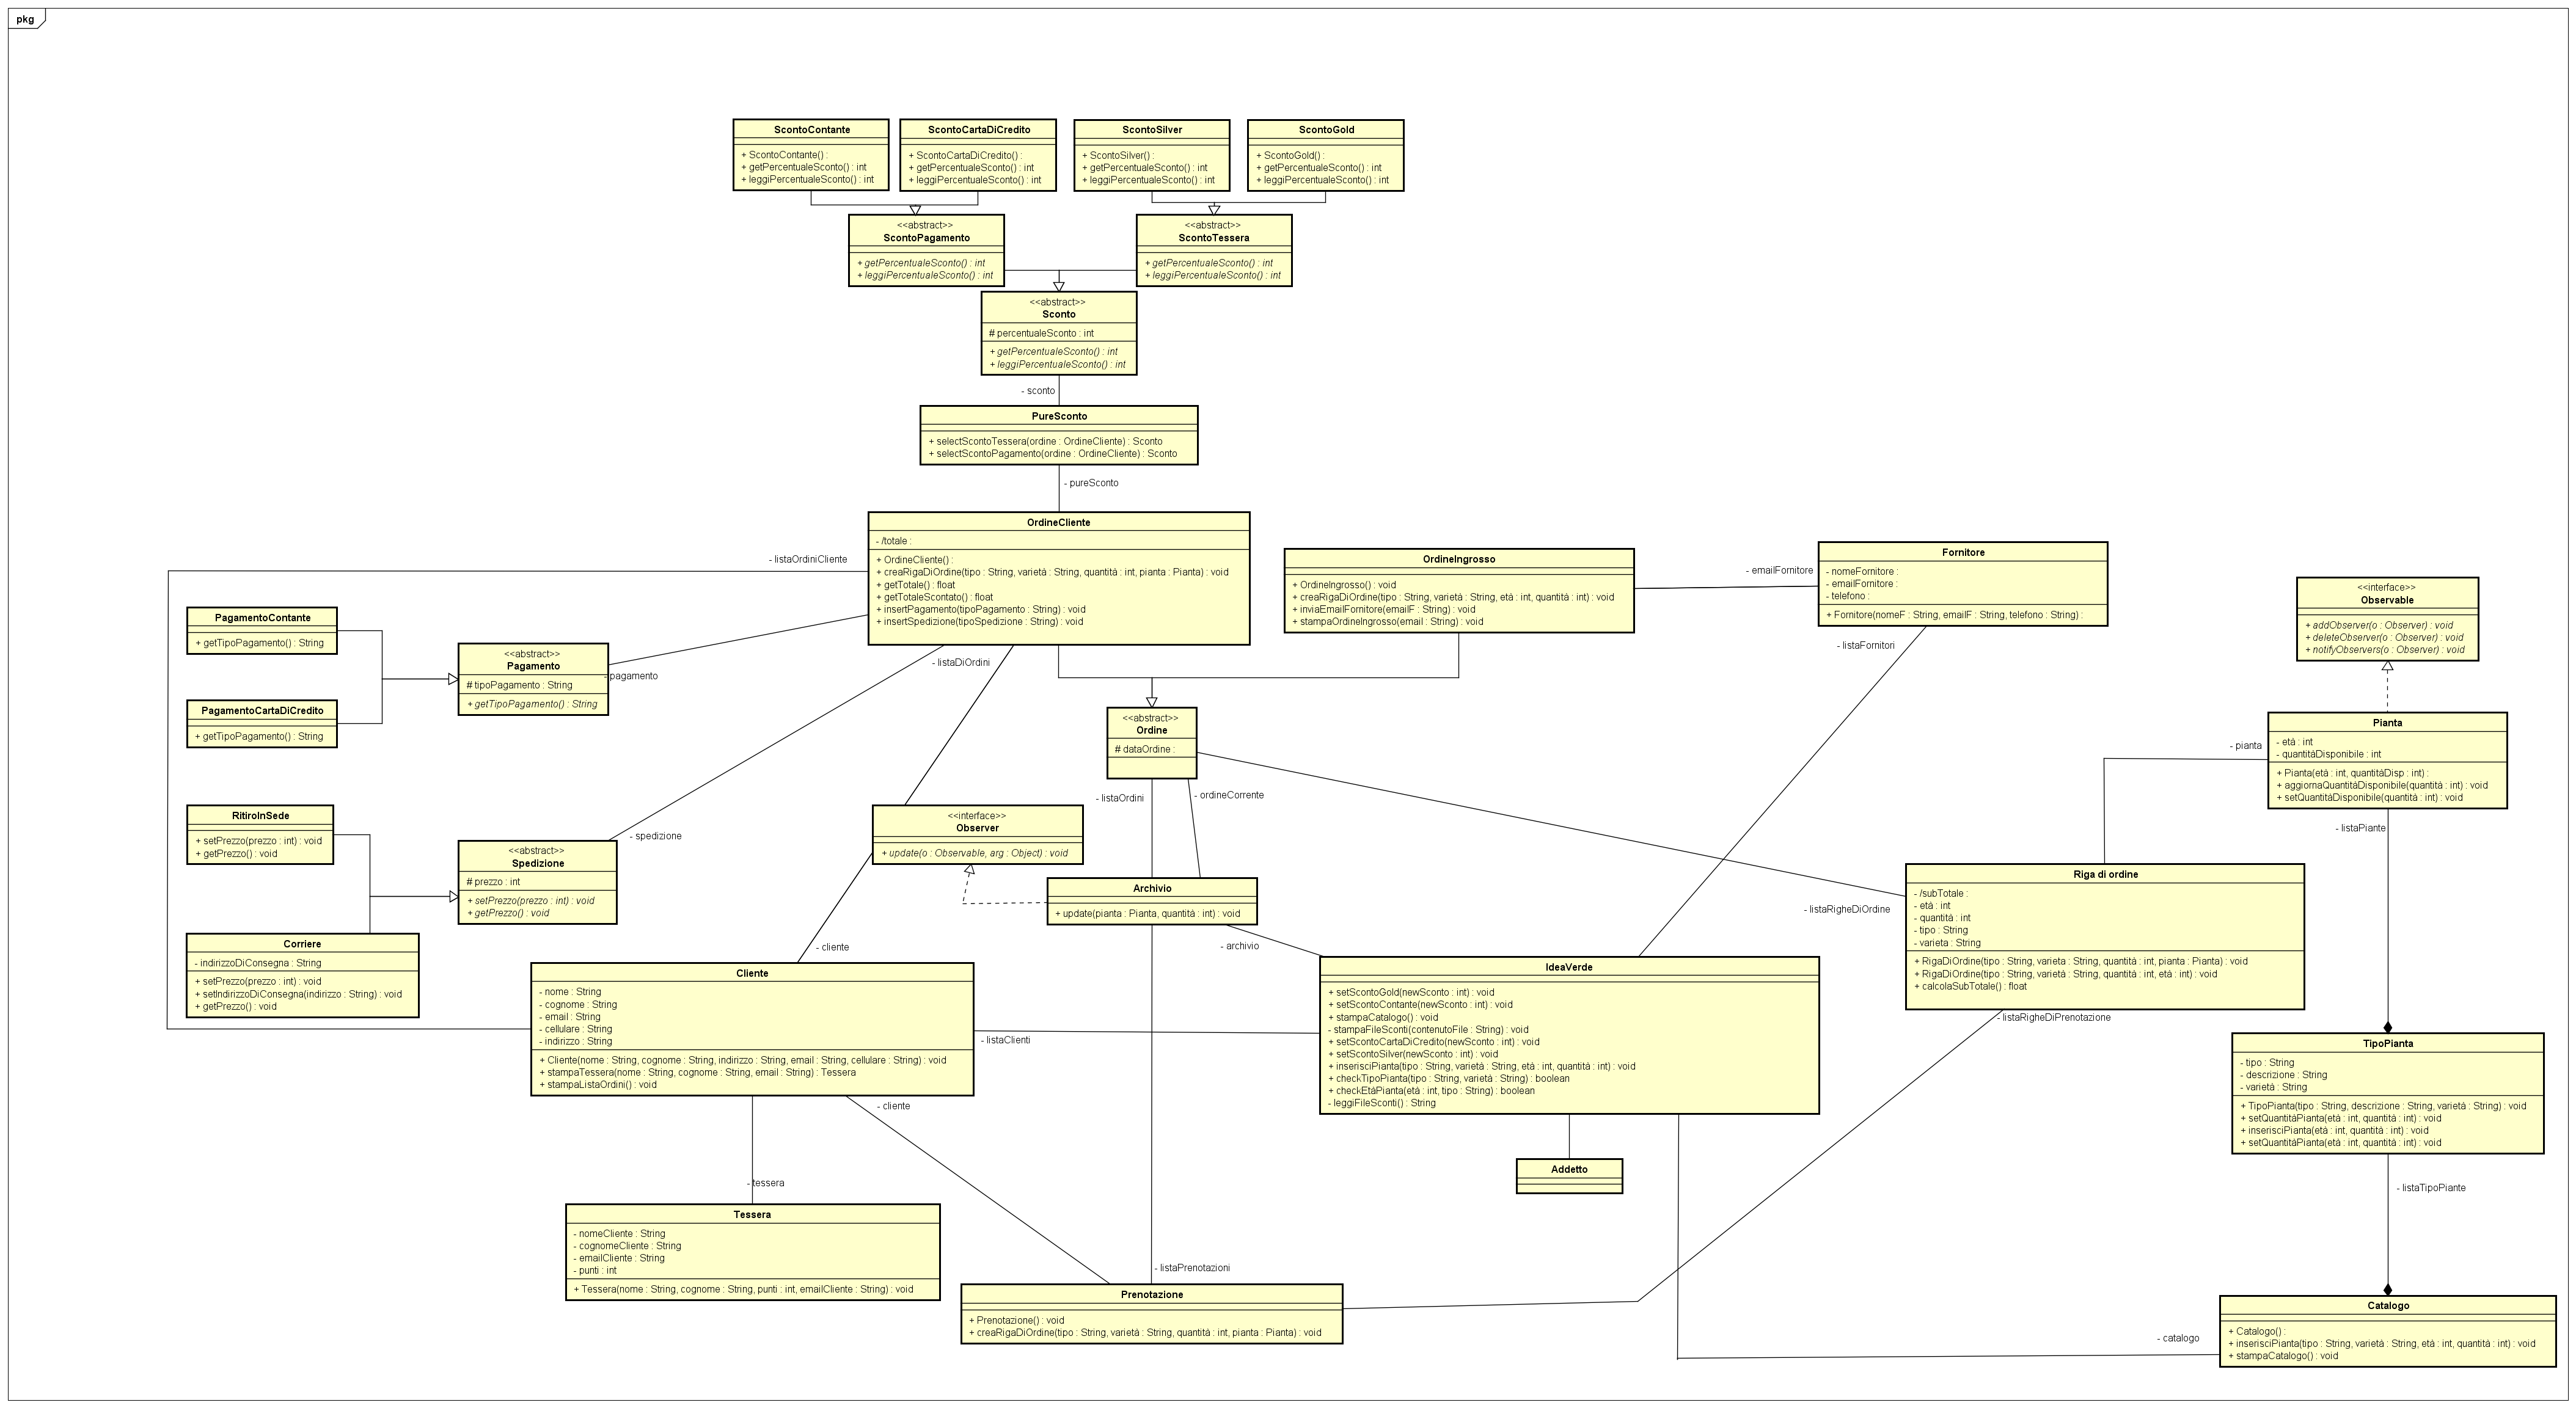 pkg
ScontoContante
+ ScontoContante() :
+ getPercentualeSconto() : int
+ leggiPercentualeSconto() : int
ScontoCartaDiCredito
+ ScontoCartaDiCredito() :
+ getPercentualeSconto() : int
+ leggiPercentualeSconto() : int
ScontoSilver
+ ScontoSilver() :
+ getPercentualeSconto() : int
+ leggiPercentualeSconto() : int
ScontoGold
+ ScontoGold() :
+ getPercentualeSconto() : int
+ leggiPercentualeSconto() : int
<<abstract>>
ScontoPagamento
+ getPercentualeSconto() : int
+ leggiPercentualeSconto() : int
<<abstract>>
ScontoTessera
+ getPercentualeSconto() : int
+ leggiPercentualeSconto() : int
<<abstract>>
Sconto
# percentualeSconto : int
+ getPercentualeSconto() : int
+ leggiPercentualeSconto() : int
- sconto
PureSconto
+ selectScontoTessera(ordine : OrdineCliente) : Sconto
+ selectScontoPagamento(ordine : OrdineCliente) : Sconto
- pureSconto
OrdineCliente
- /totale :
+ OrdineCliente() :
+ creaRigaDiOrdine(tipo : String, varietà : String, quantità : int, pianta : Pianta) : void
+ getTotale() : float
+ getTotaleScontato() : float
+ insertPagamento(tipoPagamento : String) : void
+ insertSpedizione(tipoSpedizione : String) : void
- listaOrdiniCliente
OrdineIngrosso
+ OrdineIngrosso() : void
+ creaRigaDiOrdine(tipo : String, varietà : String, età : int, quantità : int) : void
+ inviaEmailFornitore(emailF : String) : void
+ stampaOrdineIngrosso(email : String) : void
- emailFornitore
Fornitore
- nomeFornitore :
- emailFornitore :
- telefono :
+ Fornitore(nomeF : String, emailF : String, telefono : String) :
- listaFornitori
<<interface>>
Observable
+ addObserver(o : Observer) : void
+ deleteObserver(o : Observer) : void
+ notifyObservers(o : Observer) : void
PagamentoContante
+ getTipoPagamento() : String
<<abstract>>
Pagamento
# tipoPagamento : String
+ getTipoPagamento() : String
- pagamento
- listaDiOrdini
PagamentoCartaDiCredito
+ getTipoPagamento() : String
<<abstract>>
Ordine
# dataOrdine :
- listaOrdini
- ordineCorrente
Pianta
- età : int
- quantitàDisponibile : int
+ Pianta(età : int, quantitàDisp : int) :
+ aggiornaQuantitàDisponibile(quantità : int) : void
+ setQuantitàDisponibile(quantità : int) : void
- pianta
- listaPiante
RitiroInSede
+ setPrezzo(prezzo : int) : void
+ getPrezzo() : void
<<abstract>>
Spedizione
# prezzo : int
+ setPrezzo(prezzo : int) : void
+ getPrezzo() : void
- spedizione
<<interface>>
Observer
+ update(o : Observable, arg : Object) : void
Archivio
+ update(pianta : Pianta, quantità : int) : void
- archivio
Riga di ordine
- /subTotale :
- età : int
- quantità : int
- tipo : String
- varieta : String
+ RigaDiOrdine(tipo : String, varieta : String, quantità : int, pianta : Pianta) : void
+ RigaDiOrdine(tipo : String, varietà : String, quantità : int, età : int) : void
+ calcolaSubTotale() : float
- listaRigheDiOrdine
- listaRigheDiPrenotazione
Corriere
- indirizzoDiConsegna : String
+ setPrezzo(prezzo : int) : void
+ setIndirizzoDiConsegna(indirizzo : String) : void
+ getPrezzo() : void
- cliente
Cliente
- nome : String
- cognome : String
- email : String
- cellulare : String
- indirizzo : String
+ Cliente(nome : String, cognome : String, indirizzo : String, email : String, cellulare : String) : void
+ stampaTessera(nome : String, cognome : String, email : String) : Tessera
+ stampaListaOrdini() : void
- listaClienti
- cliente
IdeaVerde
+ setScontoGold(newSconto : int) : void
+ setScontoContante(newSconto : int) : void
+ stampaCatalogo() : void
- stampaFileSconti(contenutoFile : String) : void
+ setScontoCartaDiCredito(newSconto : int) : void
+ setScontoSilver(newSconto : int) : void
+ inserisciPianta(tipo : String, varietà : String, età : int, quantità : int) : void
+ checkTipoPianta(tipo : String, varietà : String) : boolean
+ checkEtàPianta(età : int, tipo : String) : boolean
- leggiFileSconti() : String
Addetto
TipoPianta
- tipo : String
- descrizione : String
- varietà : String
+ TipoPianta(tipo : String, descrizione : String, varietà : String) : void
+ setQuantitàPianta(età : int, quantità : int) : void
+ inserisciPianta(età : int, quantità : int) : void
+ setQuantitàPianta(età : int, quantità : int) : void
- listaTipoPiante
- tessera
Tessera
- nomeCliente : String
- cognomeCliente : String
- emailCliente : String
- punti : int
+ Tessera(nome : String, cognome : String, punti : int, emailCliente : String) : void
- listaPrenotazioni
Prenotazione
+ Prenotazione() : void
+ creaRigaDiOrdine(tipo : String, varietà : String, quantità : int, pianta : Pianta) : void
- catalogo
Catalogo
+ Catalogo() :
+ inserisciPianta(tipo : String, varietà : String, età : int, quantità : int) : void
+ stampaCatalogo() : void